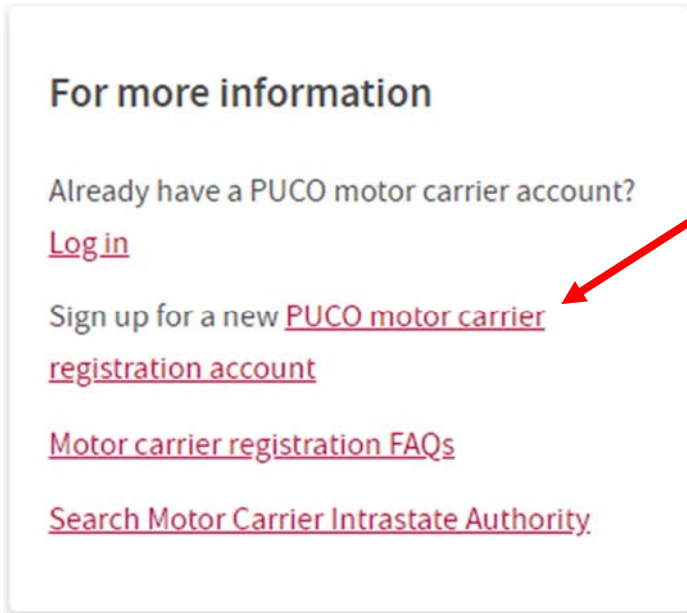 For more information
Already have a PUCO motor carrier account?
Log in
Sign up for a new PUCO motor carrier
registration account
Motor carrier registration FAQs
Search Motor Carrier Intrastate Authority